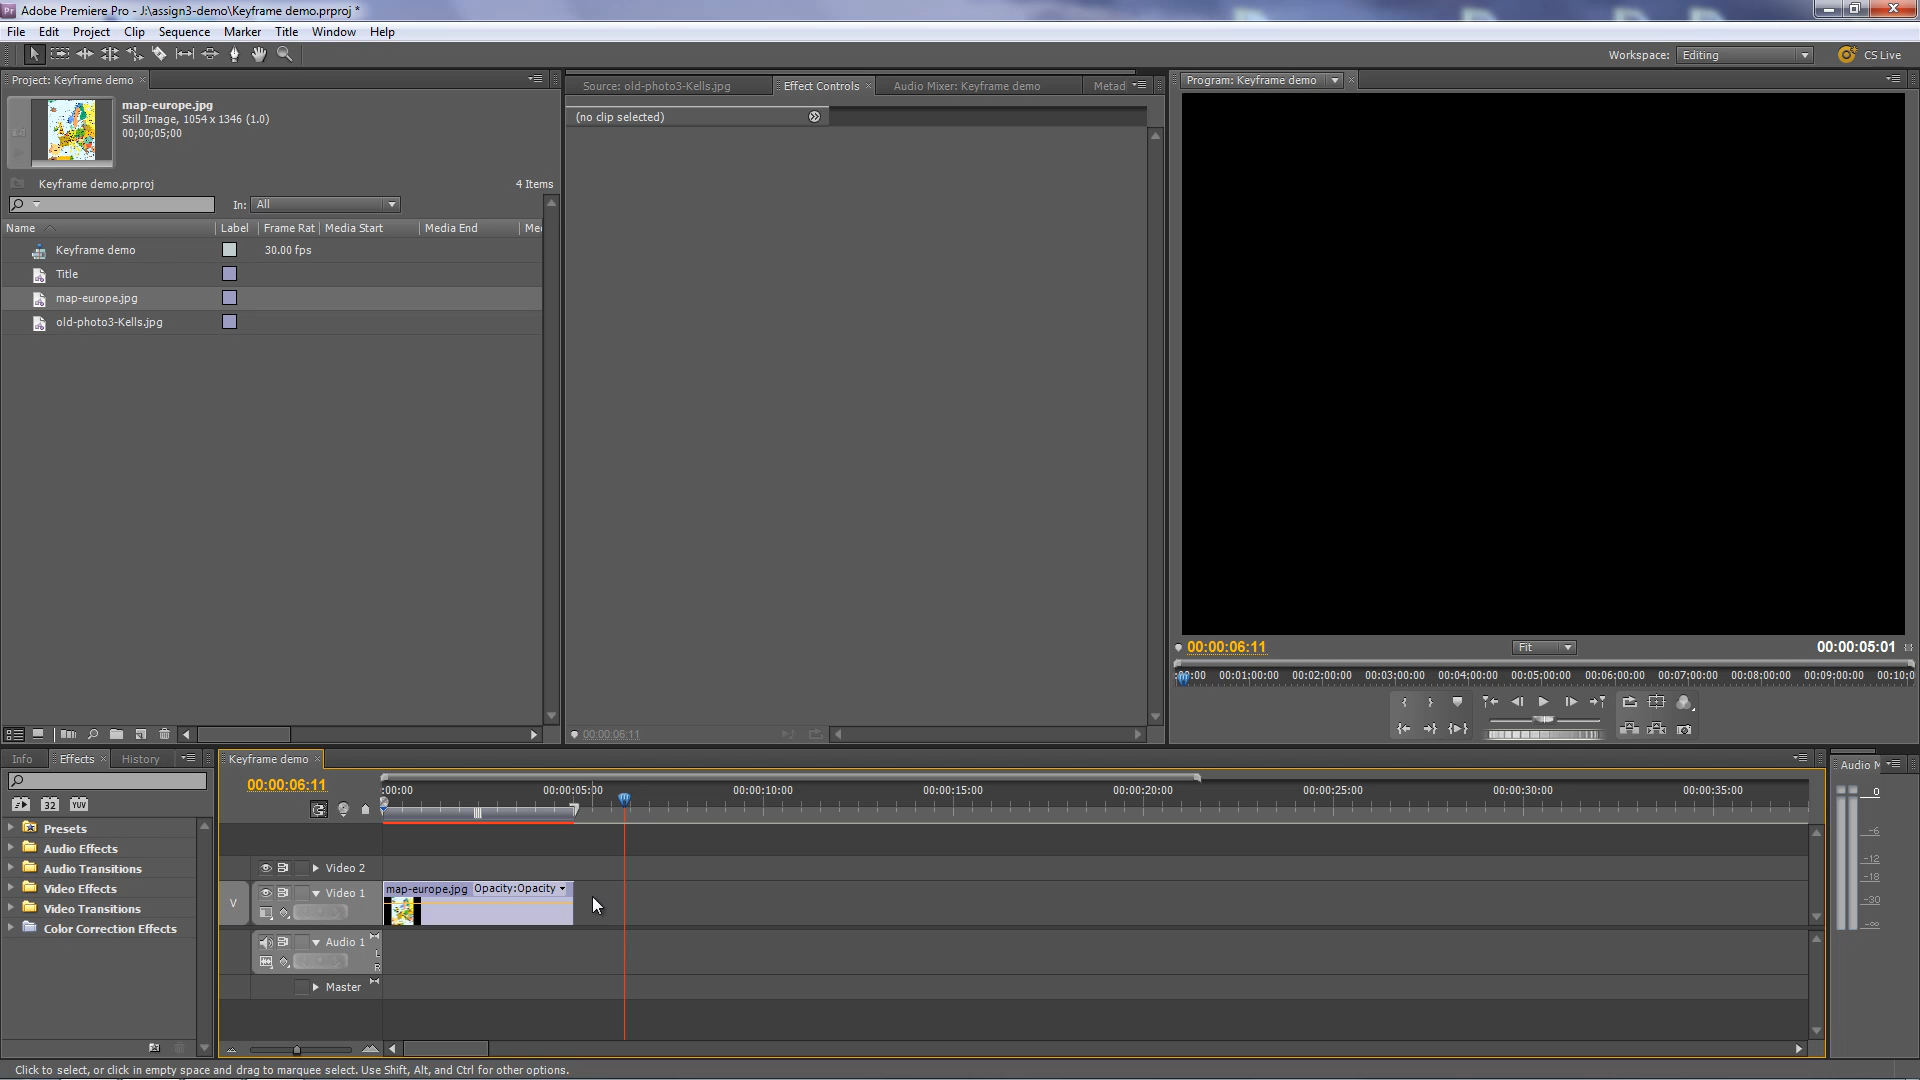 Adobe Premiere Pro - J:\assign3-demo\Keyframe demo.prproj *
File Edit Project Clip Sequence Marker Title Window Help
Workspace: Editing CS Live
Project: Keyframe demo
map-europe.jpg
Still Image, 1054 x 1346 (1.0)
00;00;05;00
Keyframe demo.prproj 4 Items
In: All
Name Label Frame Rat Media Start Media End Me
Keyframe demo 30.00 fps
Title
map-europe.jpg
old-photo3-Kells.jpg
Source: old-photo3-Kells.jpg Effect Controls Audio Mixer: Keyframe demo Metad
(no clip selected)
00:00:06:11
Program: Keyframe demo
00:00:06:11 Fit 00:00:05:01
:00:00 00:01:00:00 00:02:00:00 00:03:00:00 00:04:00:00 00:05:00:00 00:06:00:00 00:07:00:00 00:08:00:00 00:09:00:00 00:10:0
Info Effects History
32 YUV
Presets
Audio Effects
Audio Transitions
Video Effects
Video Transitions
Color Correction Effects
Keyframe demo
00:00:06:11
:00:00 00:00:05:00 00:00:10:00 00:00:15:00 00:00:20:00 00:00:25:00 00:00:30:00 00:00:35:00
Video 2
V Video 1
map-europe.jpg Opacity:Opacity
Audio 1
L
R
Master
Audio M
0
-6
-12
-18
-30
-∞
Click to select, or click in empty space and drag to marquee select. Use Shift, Alt, and Ctrl for other options.